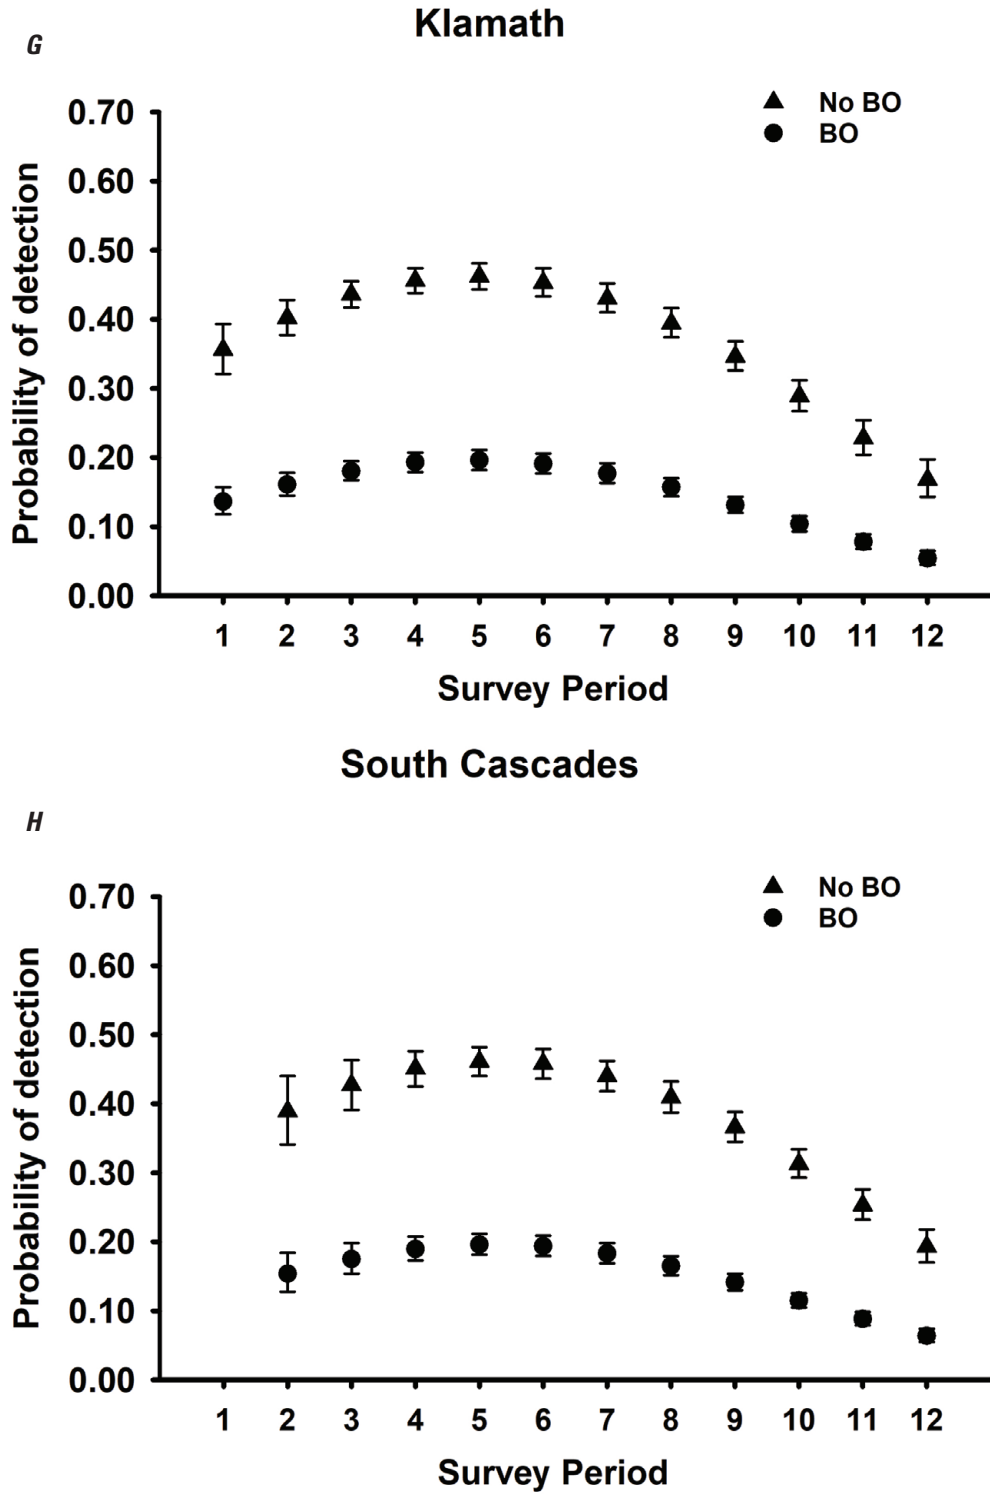 Klamath
G
No BO
BO
0.70
0.60
0.50
0.40
0.30
0.20
0.10
0.00
Probability of detection
1 2 3 4 5 6 7 8 9 10 11 12
Survey Period
South Cascades
H
No BO
BO
0.70
0.60
0.50
0.40
0.30
0.20
0.10
0.00
Probability of detection
1 2 3 4 5 6 7 8 9 10 11 12
Survey Period